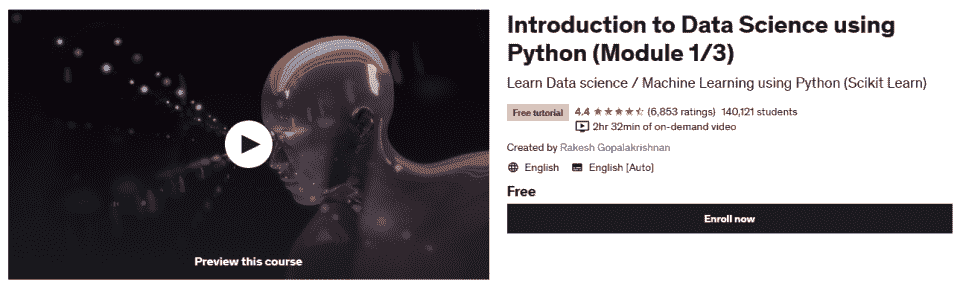 Preview this course
Introduction to Data Science using
Python (Module 1/3)
Learn Data science / Machine Learning using Python (Scikit Learn)
Free tutorial 4.4 (6,853 ratings) 140,121 students
2hr 32min of on-demand video
Created by Rakesh Gopalakrishnan
English English [Auto]
Free
Enroll now